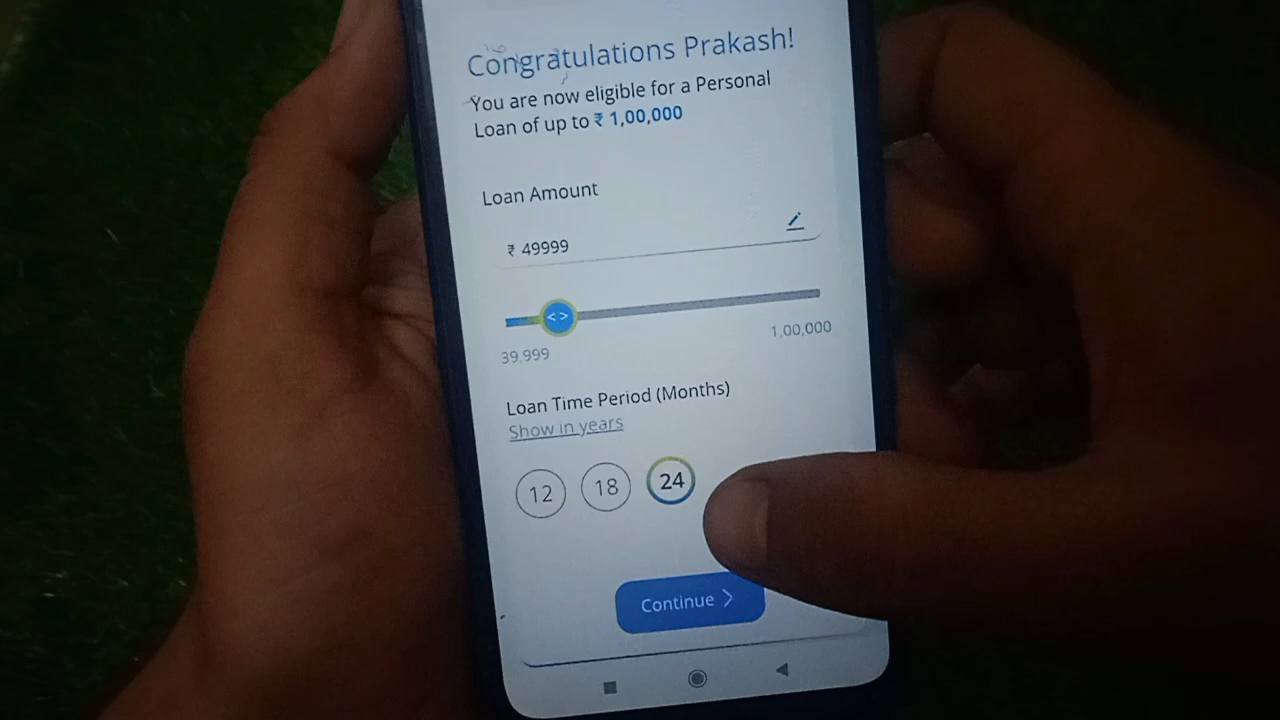 Congratulations Prakash!
You are now eligible for a Personal
Loan of up to ₹ 1,00,000
Loan Amount
₹ 49999
< >
39,999
1,00,000
Loan Time Period (Months)
Show in years
12 18 24
Continue >